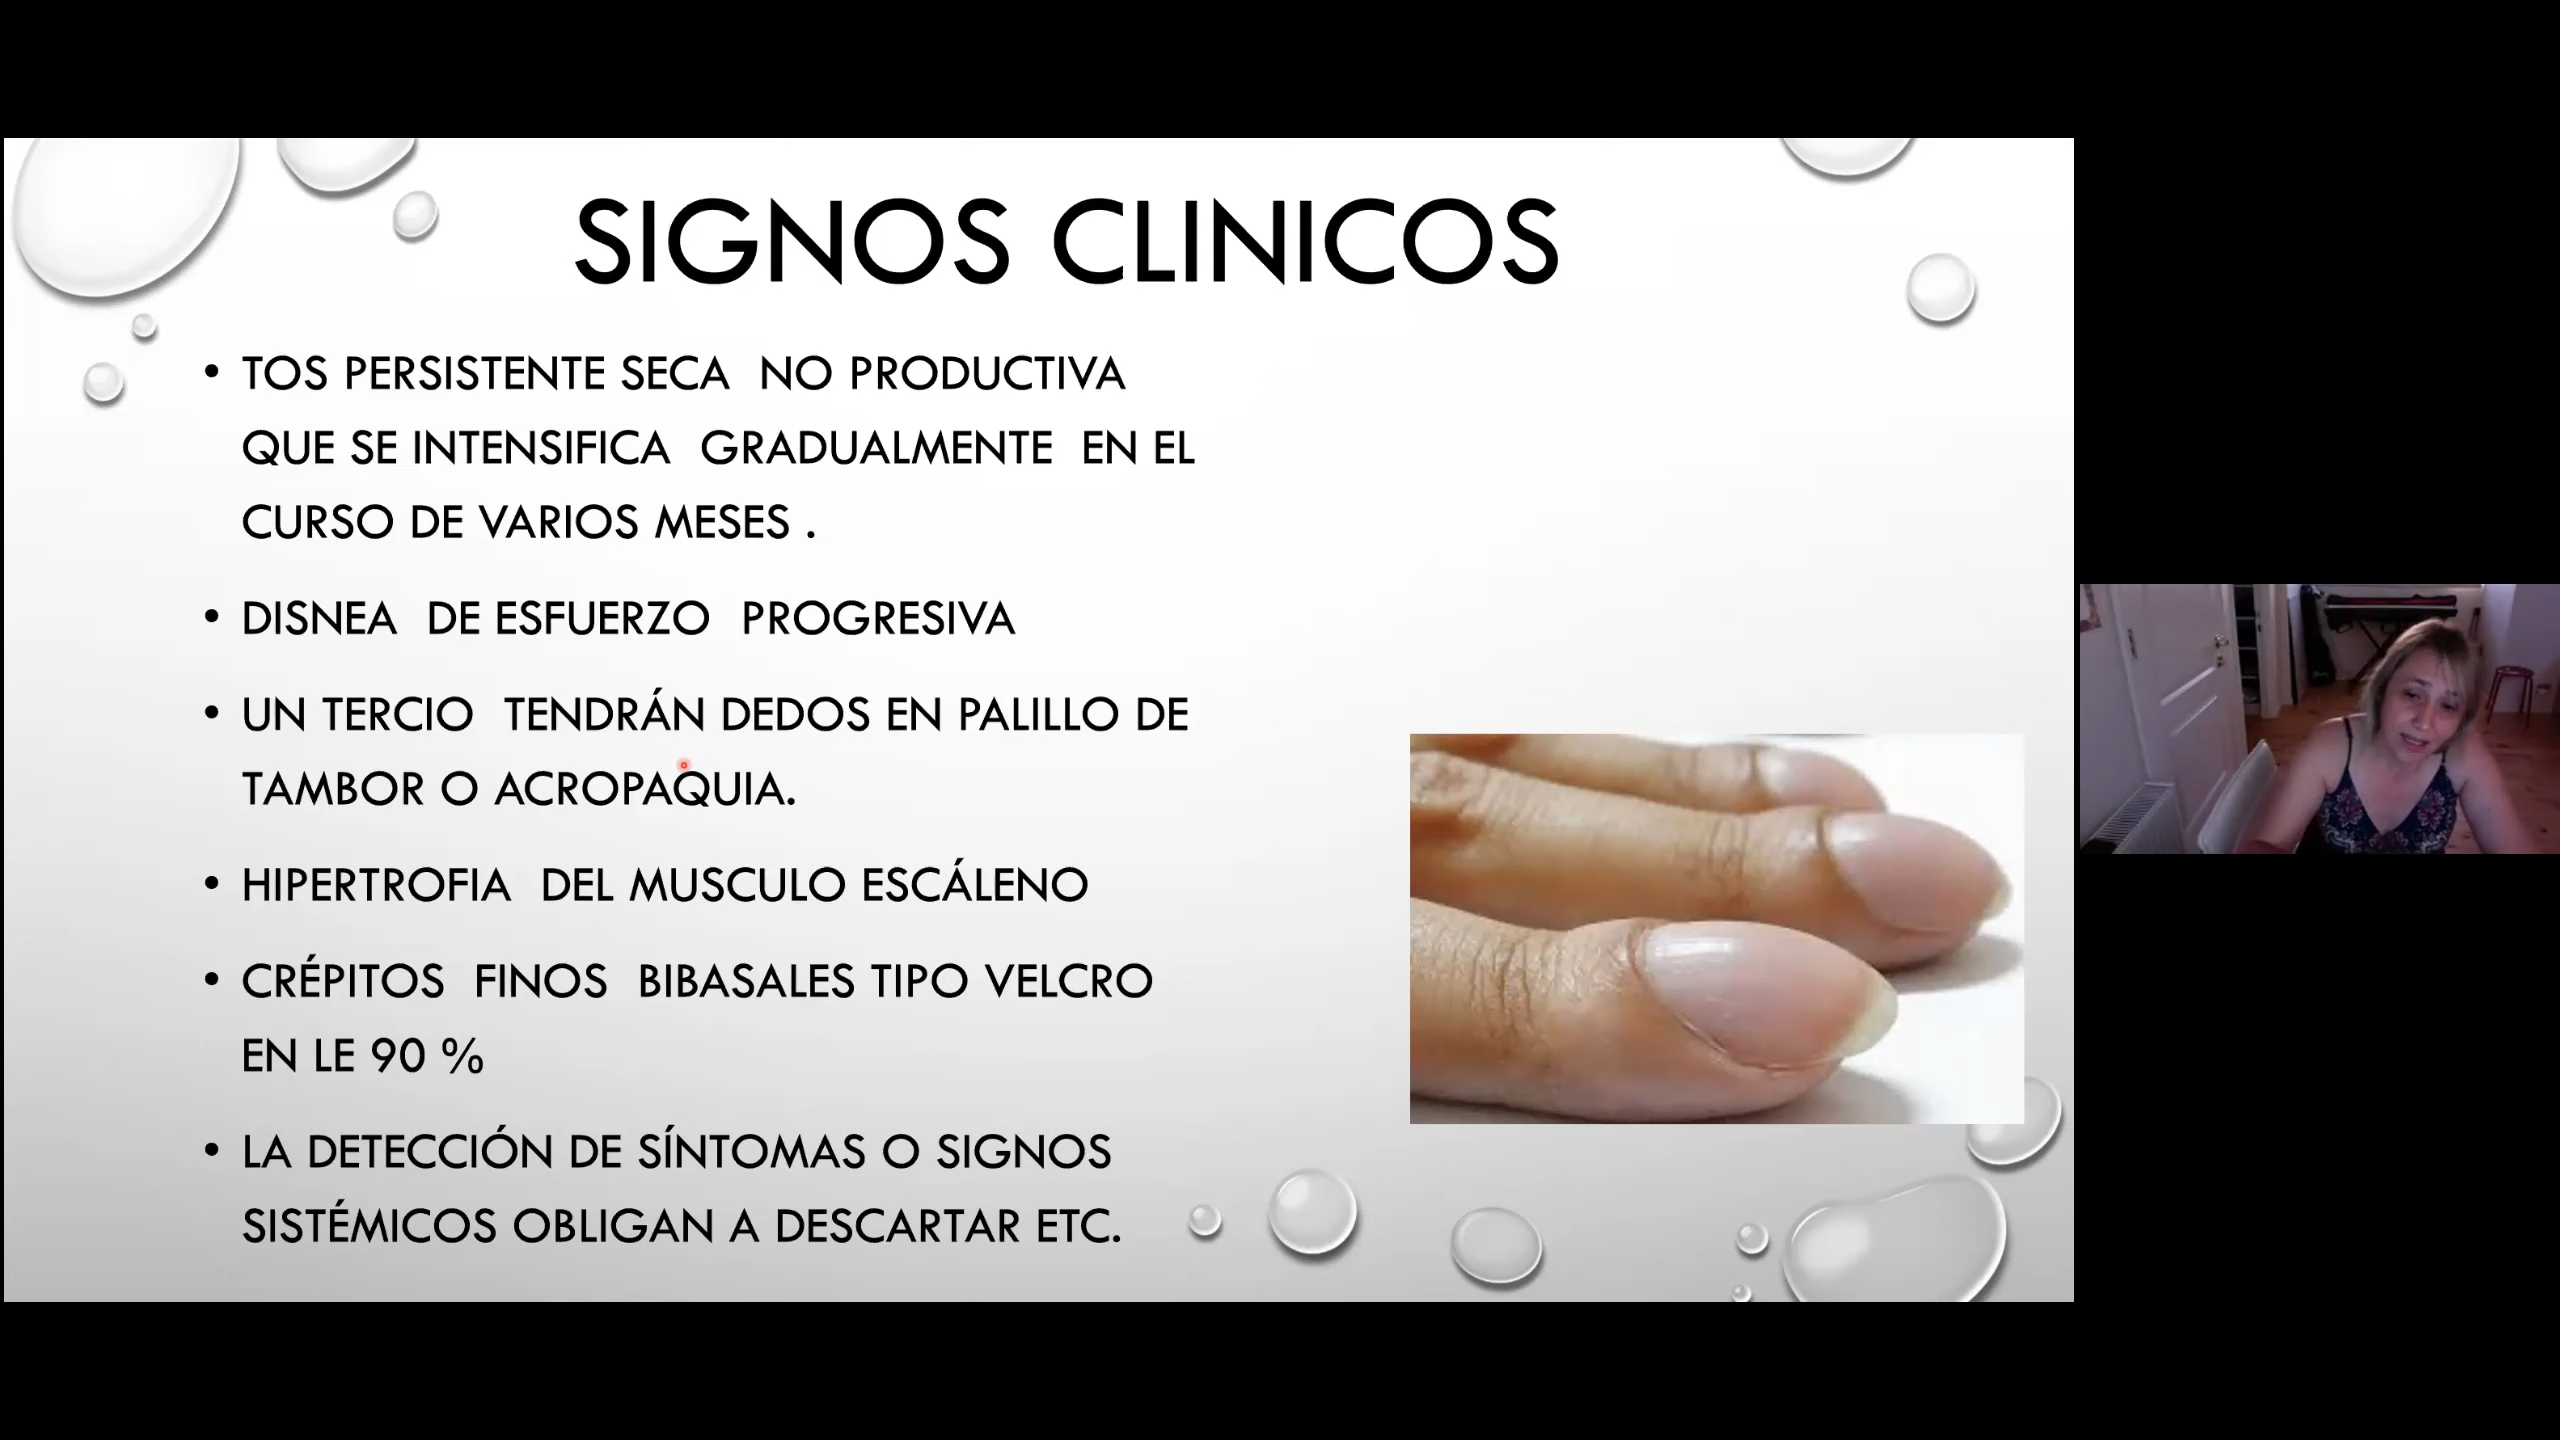 SIGNOS CLINICOS
• TOS PERSISTENTE SECA NO PRODUCTIVA
QUE SE INTENSIFICA GRADUALMENTE EN EL
CURSO DE VARIOS MESES .
• DISNEA DE ESFUERZO PROGRESIVA
• UN TERCIO TENDRÁN DEDOS EN PALILLO DE
TAMBOR O ACROPAQUIA.
• HIPERTROFIA DEL MUSCULO ESCÁLENO
• CRÉPITOS FINOS BIBASALES TIPO VELCRO
EN LE 90 %
• LA DETECCIÓN DE SÍNTOMAS O SIGNOS
SISTÉMICOS OBLIGAN A DESCARTAR ETC.